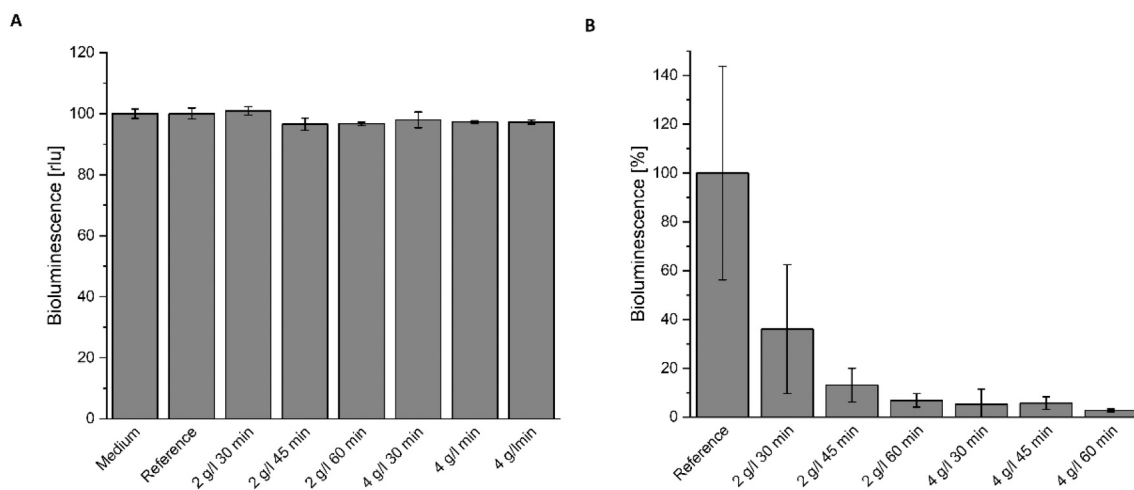 A
Bioluminescence [rlu]
120
100
80
60
40
20
0
Medium
Reference
2 g/l 30 min
2 g/l 45 min
2 g/l 60 min
4 g/l 30 min
4 g/l min
4 g/lmin
B
Bioluminescence [%]
140
120
100
80
60
40
20
0
Reference
2 g/l 30 min
2 g/l 45 min
2 g/l 60 min
4 g/l 30 min
4 g/l 45 min
4 g/l 60 min